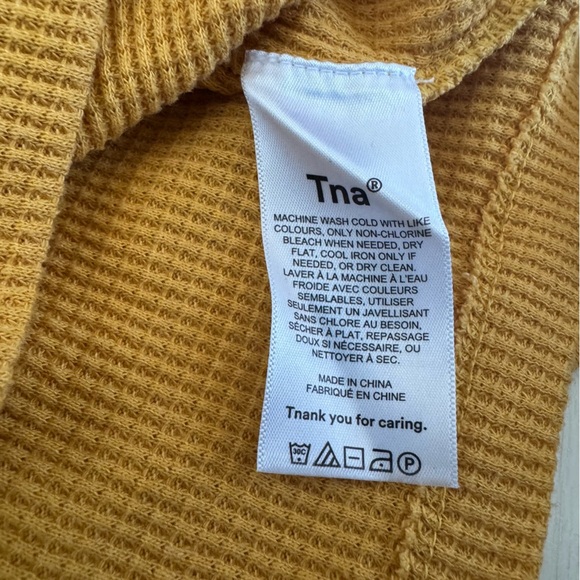 Tna®
MACHINE WASH COLD WITH LIKE
COLOURS, ONLY NON-CHLORINE
BLEACH WHEN NEEDED, DRY
FLAT, COOL IRON ONLY IF
NEEDED, OR DRY CLEAN.
LAVER À LA MACHINE À L'EAU
FROIDE AVEC COULEURS
SEMBLABLES, UTILISER
SEULEMENT UN JAVELLISANT
SANS CHLORE AU BESOIN,
SÉCHER À PLAT, REPASSAGE
DOUX SI NÉCESSAIRE, OU
NETTOYER À SEC.
MADE IN CHINA
FABRIQUÉ EN CHINE
Tnank you for caring.
30C P